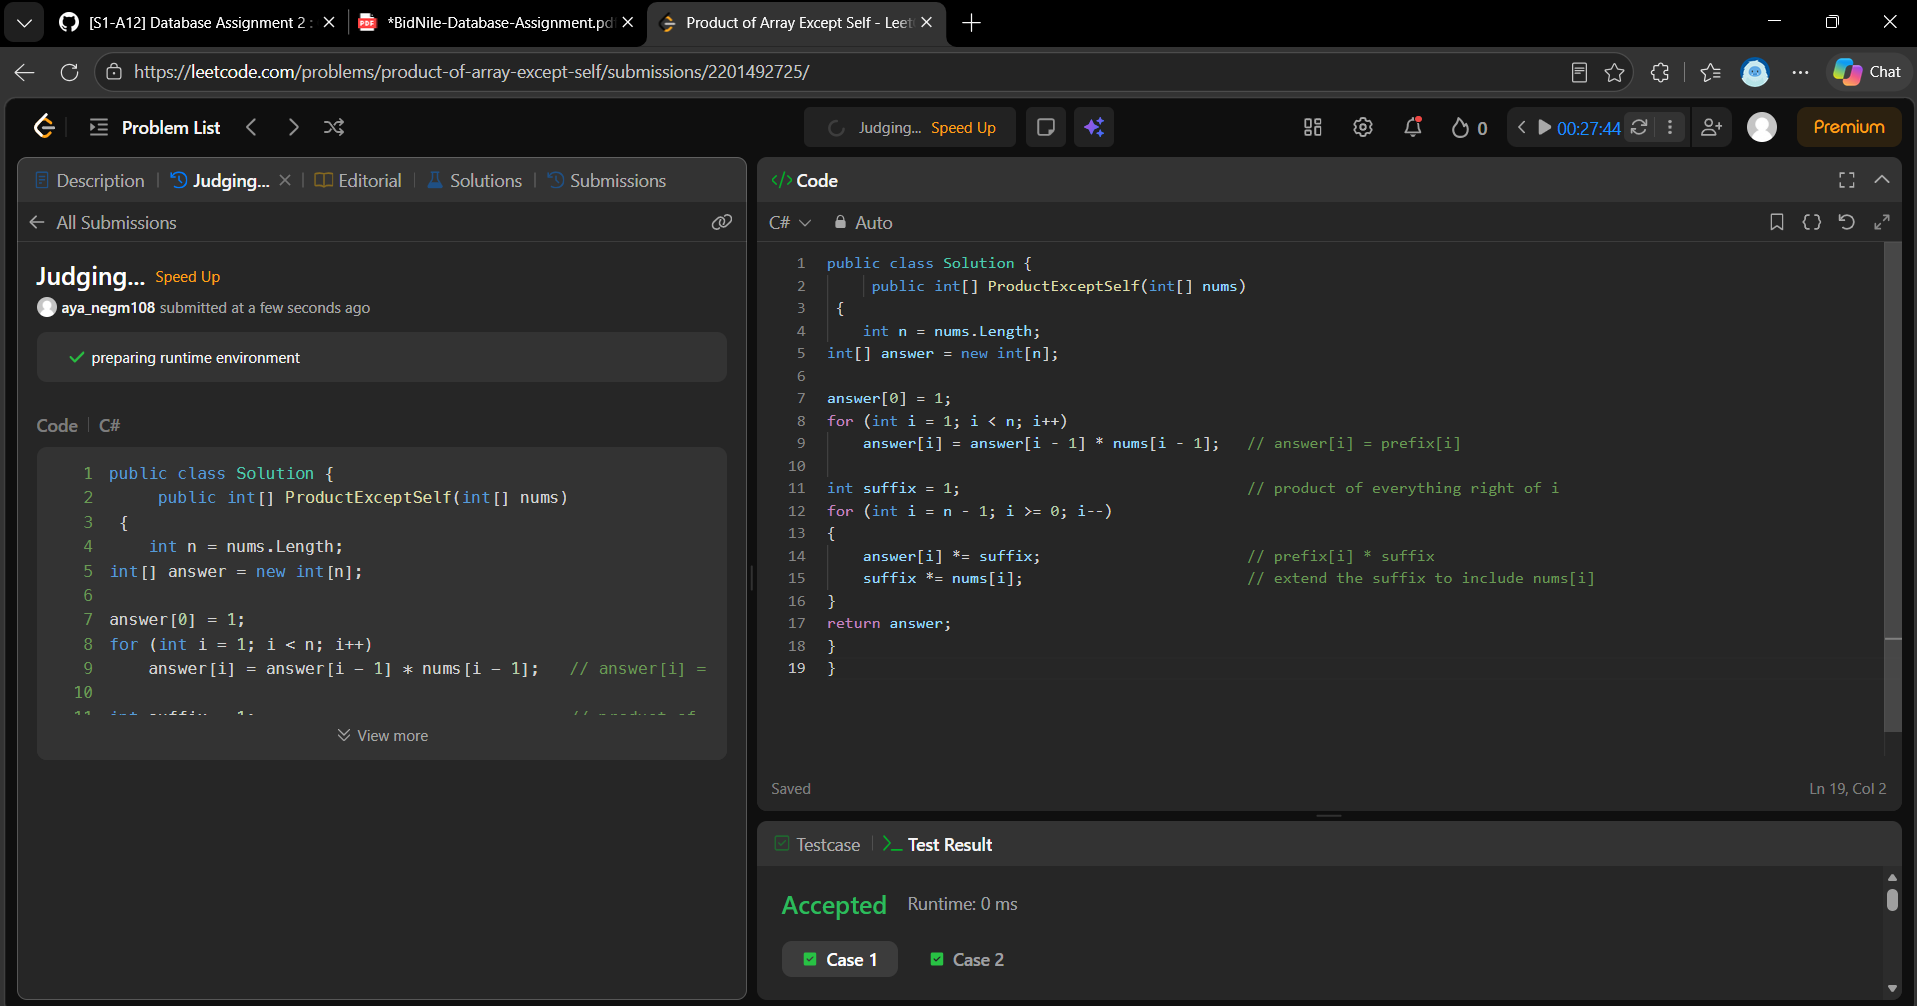 [S1-A12] Database Assignment 2 :
*BidNile-Database-Assignment.pd
Product of Array Except Self - Leet
https://leetcode.com/problems/product-of-array-except-self/submissions/2201492725/
Chat
Problem List
Judging... Speed Up
0
00:27:44
Premium
Description
Judging...
Editorial
Solutions
Submissions
All Submissions
Judging... Speed Up
aya_negm108 submitted at a few seconds ago
preparing runtime environment
Code | C#
1 public class Solution {
2 public int[] ProductExceptSelf(int[] nums)
3 {
4 int n = nums.Length;
5 int[] answer = new int[n];
6
7 answer[0] = 1;
8 for (int i = 1; i < n; i++)
9 answer[i] = answer[i - 1] * nums[i - 1]; // answer[i] =
10
View more
Code
C#
Auto
1 public class Solution {
2 public int[] ProductExceptSelf(int[] nums)
3 {
4 int n = nums.Length;
5 int[] answer = new int[n];
6
7 answer[0] = 1;
8 for (int i = 1; i < n; i++)
9 answer[i] = answer[i - 1] * nums[i - 1]; // answer[i] = prefix[i]
10
11 int suffix = 1; // product of everything right of i
12 for (int i = n - 1; i >= 0; i--)
13 {
14 answer[i] *= suffix; // prefix[i] * suffix
15 suffix *= nums[i]; // extend the suffix to include nums[i]
16 }
17 return answer;
18 }
19 }
Saved
Ln 19, Col 2
Testcase
Test Result
Accepted Runtime: 0 ms
Case 1
Case 2